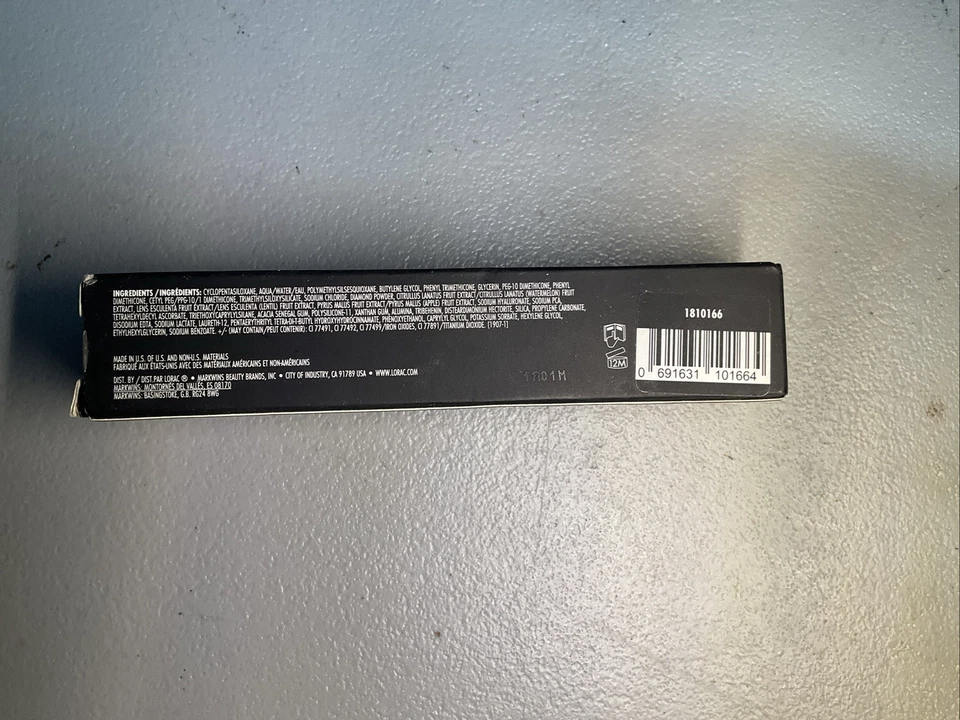 INGREDIENTS /INGRÉDIENTS: CYCLOPENTASILOXANE, AQUA/WATER/EAU, POLYMETHYLSILSESQUIOXANE, BUTYLENE GLYCOL, PHENYL TRIMETHICONE, GLYCERIN, PEG-10 DIMETHICONE, PHENYL
DIMETHICONE, CETYL PEG/PPG-10/1 DIMETHICONE, TRIMETHYLSILOXYSILICATE, SODIUM CHLORIDE, DIAMOND POWDER, CITRULLUS LANATUS FRUIT EXTRACT/CITRULLUS LANATUS (WATERMELON) FRUIT
EXTRACT, LENS ESCULENTA FRUIT EXTRACT/LENS ESCULENTA (LENTIL) FRUIT EXTRACT, PYRUS MALUS FRUIT EXTRACT/PYRUS MALUS (APPLE) FRUIT EXTRACT, SODIUM HYALURONATE, SODIUM PCA,
TETRAHEXYLDECYL ASCORBATE, TRIETHOXYCAPRYLYLSILANE, ACACIA SENEGAL GUM, POLYSILICONE-11, XANTHAN GUM, ALUMINA, TRIBEHENIN, DISTEARDIMONIUM HECTORITE, SILICA, PROPYLENE CARBONATE,
DISODIUM EDTA, SODIUM LACTATE, LAURETH-12, PENTAERYTHRITYL TETRA-DI-T-BUTYL HYDROXYHYDROCINNAMATE, PHENOXYETHANOL, CAPRYLYL GLYCOL, POTASSIUM SORBATE, HEXYLENE GLYCOL,
ETHYLHEXYLGLYCERIN, SODIUM BENZOATE. +/- (MAY CONTAIN/PEUT CONTENIR): CI 77491, CI 77492, CI 77499/IRON OXIDES, CI 77891/TITANIUM DIOXIDE. (1907-1)
MADE IN U.S. OF U.S. AND NON-U.S. MATERIALS
FABRIQUÉ AUX ÉTATS-UNIS AVEC DES MATÉRIAUX AMÉRICAINS ET NON-AMÉRICAINS
DIST. BY / DIST.PAR LORAC ® • MARKWINS BEAUTY BRANDS, INC • CITY OF INDUSTRY, CA 91789 USA • WWW.LORAC.COM
MARKWINS: MONTORNÉS DEL VALLÉS, ES 08170
MARKWINS: BASINGSTOKE, G.B. RG24 8WG
12M
1810166
0 691631 101664